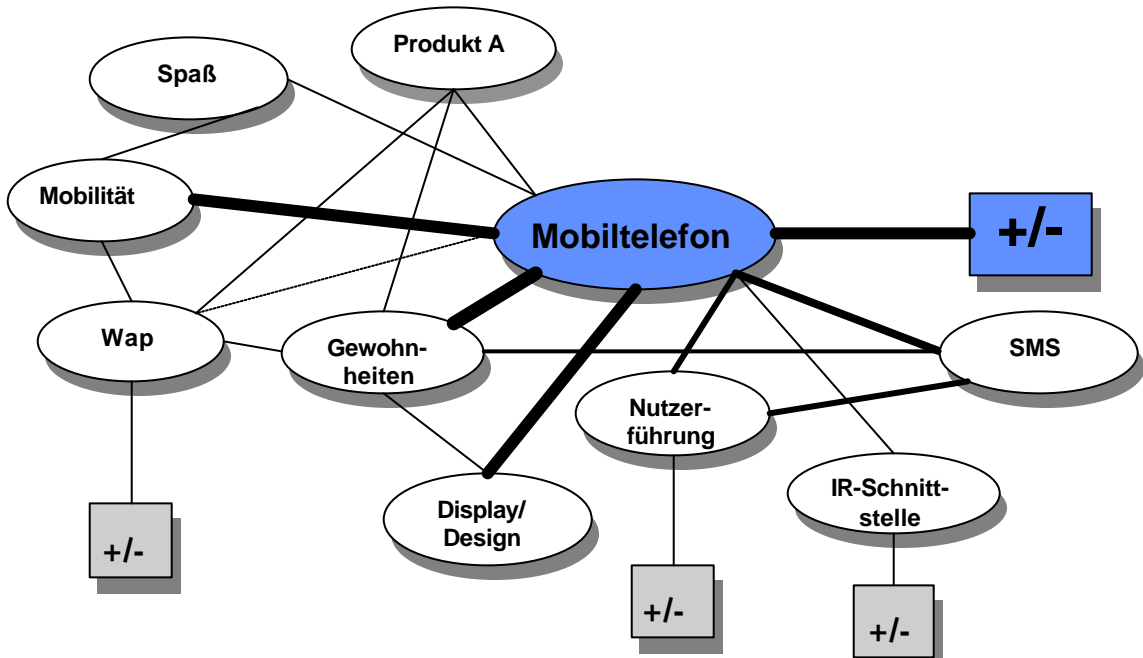 Produkt A
Spaß
Mobilität
Mobiltelefon
+/-
Wap
Gewohn-
heiten
SMS
Nutzer-
führung
Display/
Design
IR-Schnitt-
stelle
+/-
+/-
+/-